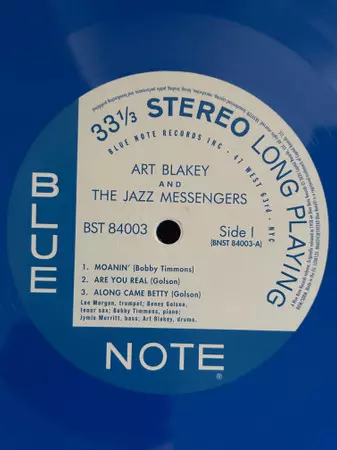 33 1/3 STEREO LONG PLAYING
BLUE NOTE RECORDS INC · 47 WEST 63rd · NYC
ART BLAKEY
AND
THE JAZZ MESSENGERS
BST 84003
Side 1
(BNST 84003-A)
1. MOANIN' (Bobby Timmons)
2. ARE YOU REAL (Golson)
3. ALONG CAME BETTY (Golson)
Lee Morgan, trumpet; Benny Golson,
tenor sax; Bobby Timmons, piano;
Jymie Merritt, bass; Art Blakey, drums.
BLUE
NOTE®